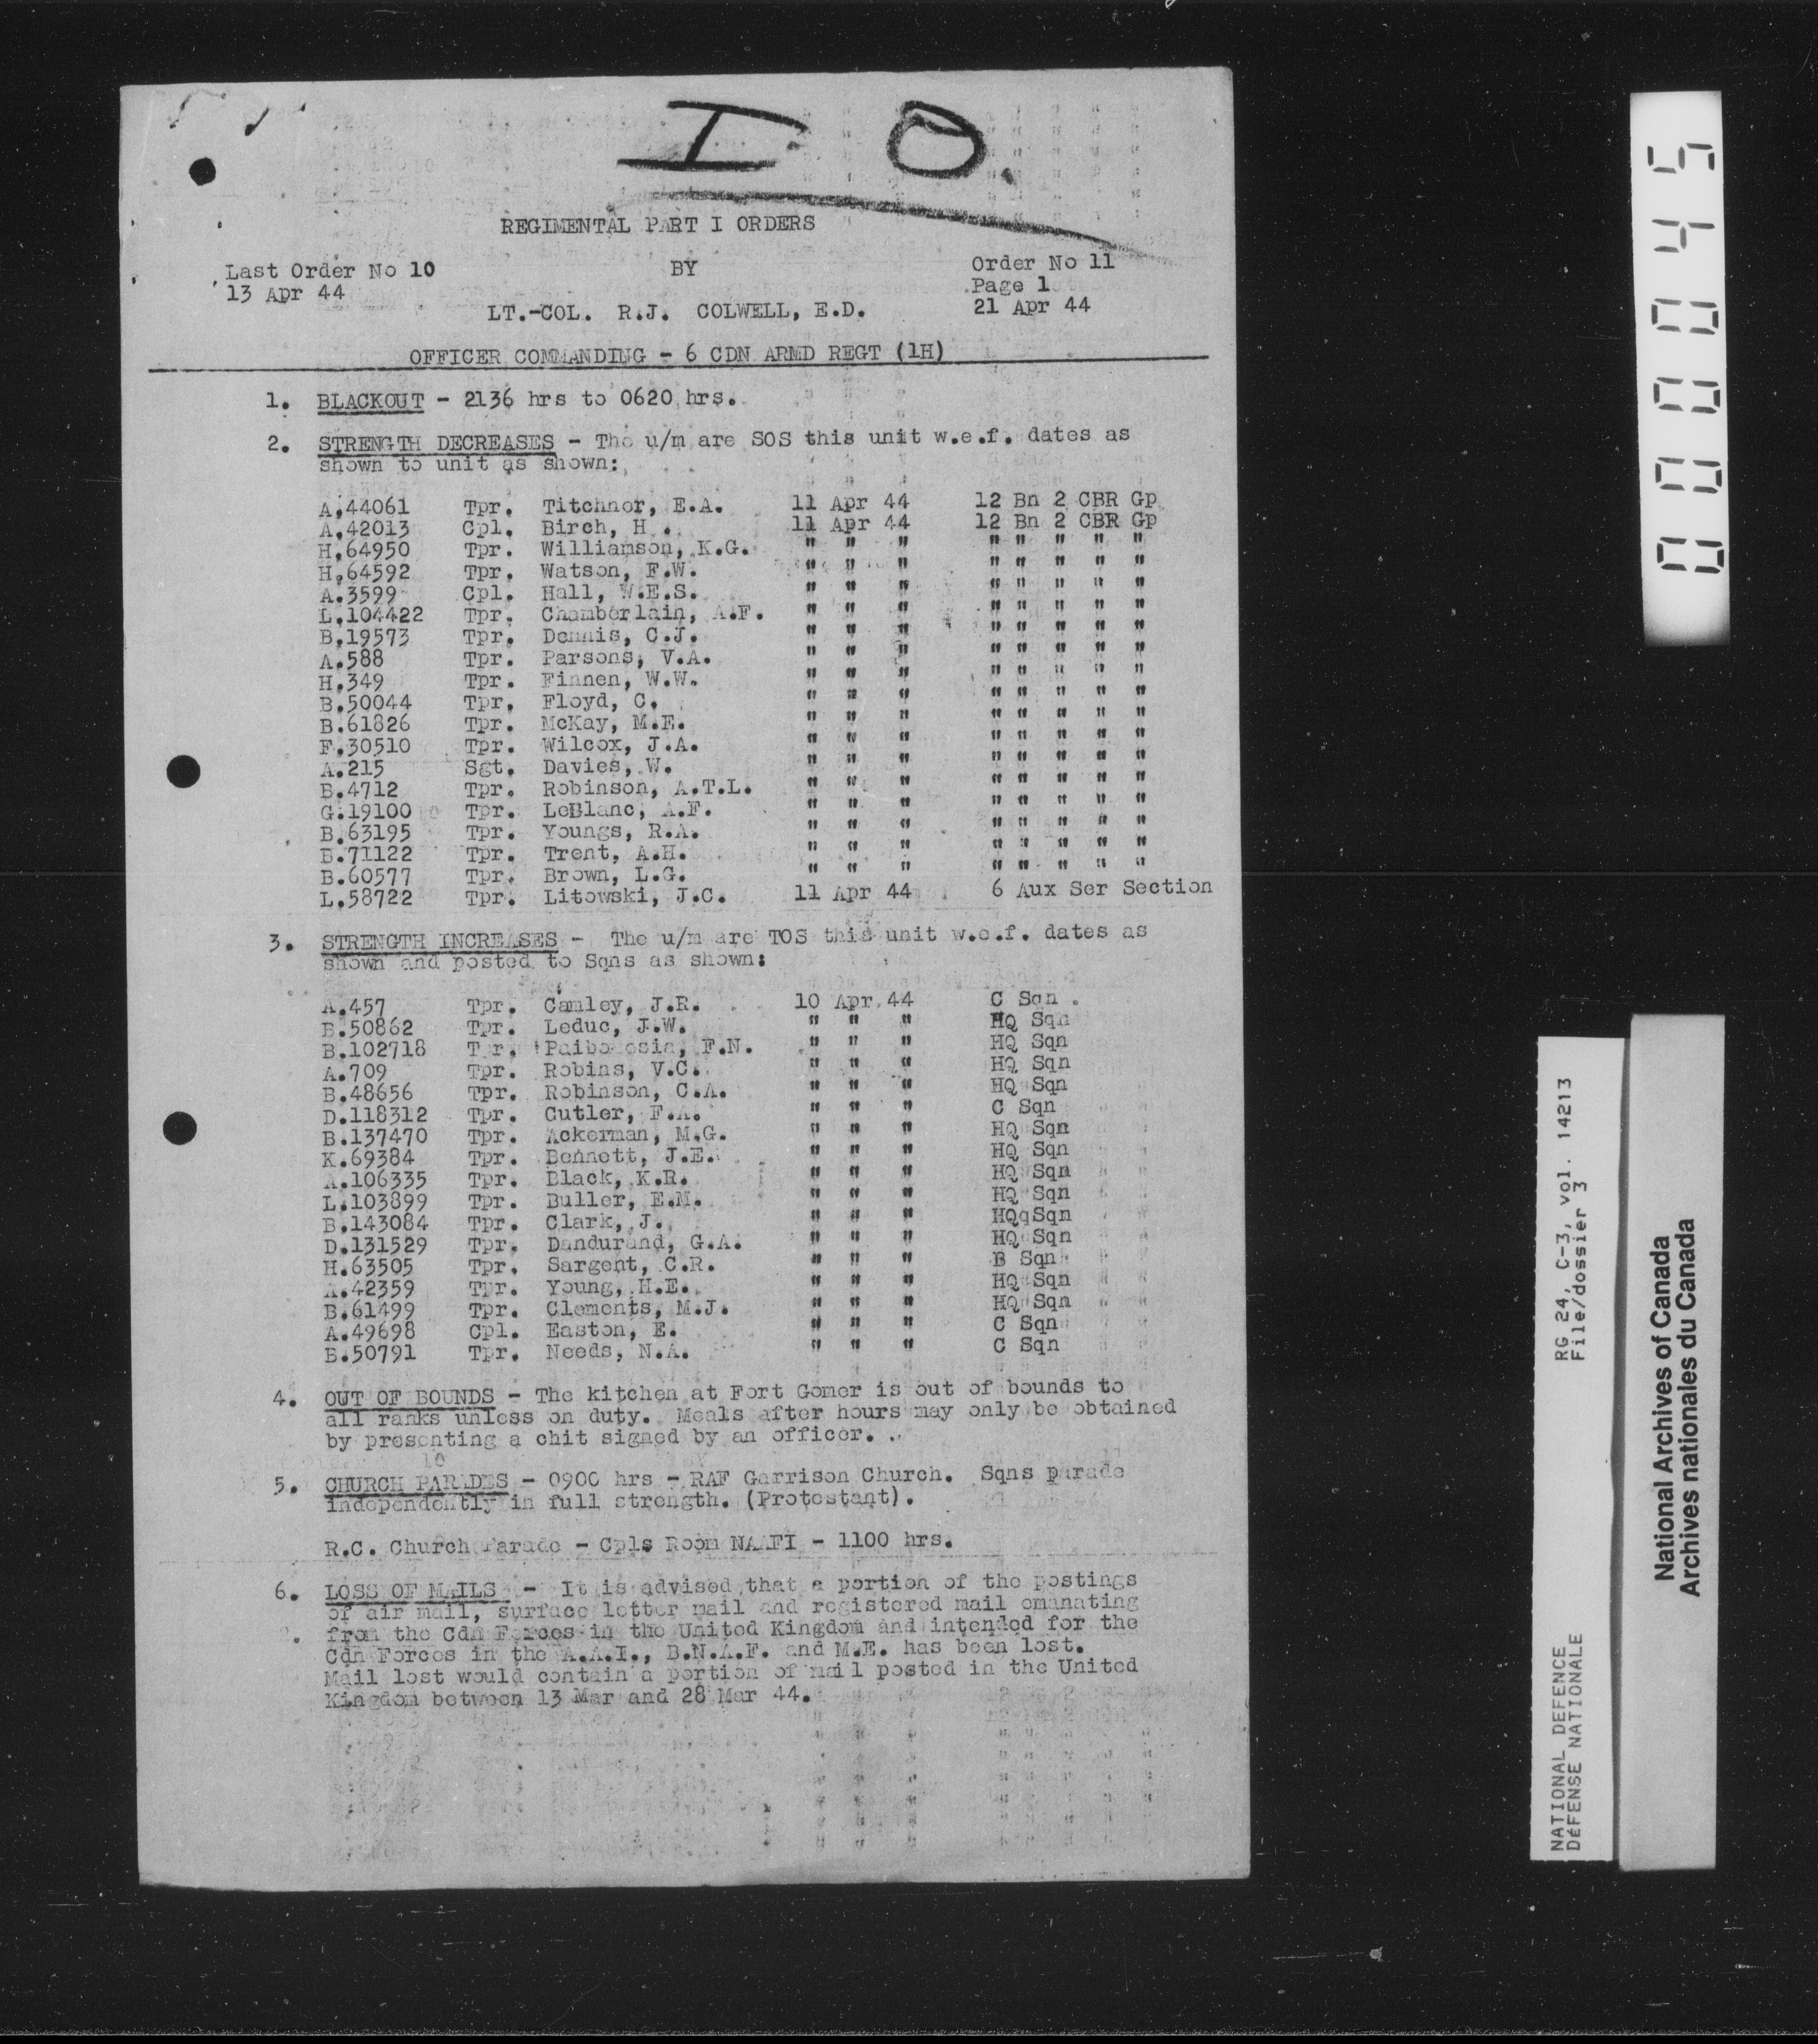 I O.
REGIMENTAL PART I ORDERS
Last Order No 10 BY Order No 11
13 Apr 44 Page 1
LT.-COL. R.J. COLWELL, E.D. 21 Apr 44
OFFICER COMMANDING - 6 CDN ARMD REGT (1H)
1. BLACKOUT - 2136 hrs to 0620 hrs.
2. STRENGTH DECREASES - The u/m are SOS this unit w.e.f. dates as
shown to unit as shown:
A.44061 Tpr. Titchnor, E.A. 11 Apr 44 12 Bn 2 CBR Gp
A.42013 Cpl. Birch, H. 11 Apr 44 12 Bn 2 CBR Gp
H.64950 Tpr. Williamson, K.G. " " " " " " " "
H.64592 Tpr. Watson, F.W. " " " " " " " "
A.3599 Cpl. Hall, W.E.S. " " " " " " " "
L.104422 Tpr. Chamberlain, A.F. " " " " " " " "
B.19573 Tpr. Dennis, C.J. " " " " " " " "
A.588 Tpr. Parsons, V.A. " " " " " " " "
H.349 Tpr. Finnen, W.W. " " " " " " " "
B.50044 Tpr. Floyd, C. " " " " " " " "
B.61826 Tpr. McKay, M.E. " " " " " " " "
F.30510 Tpr. Wilcox, J.A. " " " " " " " "
A.215 Sgt. Davies, W. " " " " " " " "
B.4712 Tpr. Robinson, A.T.L. " " " " " " " "
G.19100 Tpr. LeBlanc, A.F. " " " " " " " "
B.63195 Tpr. Youngs, R.A. " " " " " " " "
B.71122 Tpr. Trent, A.H. " " " " " " " "
B.60577 Tpr. Brown, L.G. " " " " " " " "
L.58722 Tpr. Litowski, J.C. 11 Apr 44 6 Aux Ser Section
3. STRENGTH INCREASES - The u/m are TOS this unit w.e.f. dates as
shown and posted to Sqns as shown:
A.457 Tpr. Canley, J.R. 10 Apr 44 C Sqn.
B.50862 Tpr. Leduc, J.W. " " " HQ Sqn
B.102718 Tpr. F.N. " " " HQ Sqn
A.709 Tpr. Robins, V.C. " " " HQ Sqn
B.48656 Tpr. Robinson, C.A. " " " HQ Sqn
D.118312 Tpr. Cutler, F.A. " " " C Sqn
B.137470 Tpr. Ackerman, M.G. " " " HQ Sqn
K.69384 Tpr. Bennett, J.E. " " " HQ Sqn
A.106335 Tpr. Black, K.R. " " " HQ Sqn
L.103899 Tpr. Buller, E.M. " " " HQ Sqn
B.143084 Tpr. Clark, J. " " " HQqSqn
D.131529 Tpr. Dandurand, G.A. " " " HQ Sqn
H.63505 Tpr. Sargent, C.R. " " " B Sqn
A.42359 Tpr. Young, H.E. " " " HQ Sqn
B.61499 Tpr. Clements, M.J. " " " HQ Sqn
A.49698 Cpl. Easton, E. " " " C Sqn
B.50791 Tpr. Needs, N.A. " " " C Sqn
4. OUT OF BOUNDS - The kitchen at Fort Gomer is out of bounds to
all ranks unless on duty. Meals after hours may only be obtained
by presenting a chit signed by an officer.
5. CHURCH PARADES - 0900 hrs - RAF Garrison Church. Sqns parade
independently in full strength. (Protestant).
R.C. Church Parade - Cpls Room NAAFI - 1100 hrs.
6. LOSS OF MAILS - It is advised that a portion of the postings
of air mail, surface letter mail and registered mail emanating
from the Cdn Forces in the United Kingdom and intended for the
Cdn Forces in the A.A.I., B.N.A.F. and M.E. has been lost.
Mail lost would contain a portion of mail posted in the United
Kingdom between 13 Mar and 28 Mar 44.
000045
NATIONAL DEFENCE RG 24, C-3, vol. 14213
DÉFENSE NATIONALE File/dossier 3
National Archives of Canada
Archives nationales du Canada